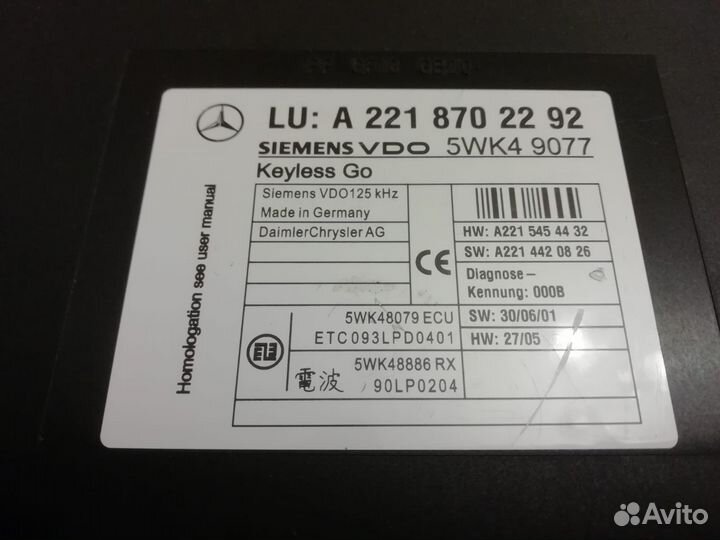 LU: A 221 870 22 92
SIEMENS VDO 5WK4 9077
Keyless Go
Siemens VDO125 kHz
Made in Germany
DaimlerChrysler AG
HW: A221 545 44 32
SW: A221 442 08 26
Diagnose –
Kennung: 000B
SW: 30/06/01
HW: 27/05
5WK48079 ECU
ETC093LPD0401
5WK48886 RX
電波 90LP0204
Homologation see user manual
Avito